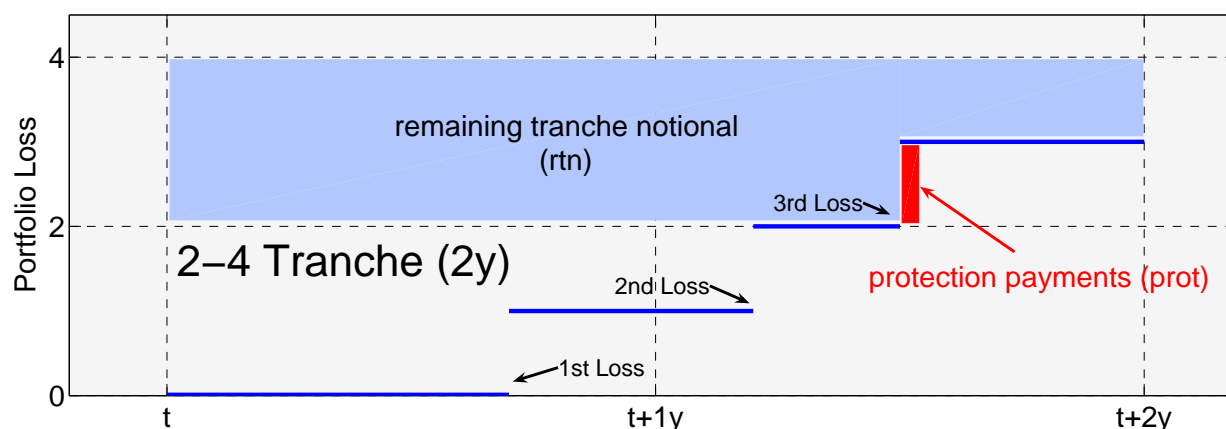 4
remaining tranche notional
(rtn)
Portfolio Loss
3rd Loss
2
2–4 Tranche (2y)
protection payments (prot)
2nd Loss
1st Loss
0
t
t+1y
t+2y